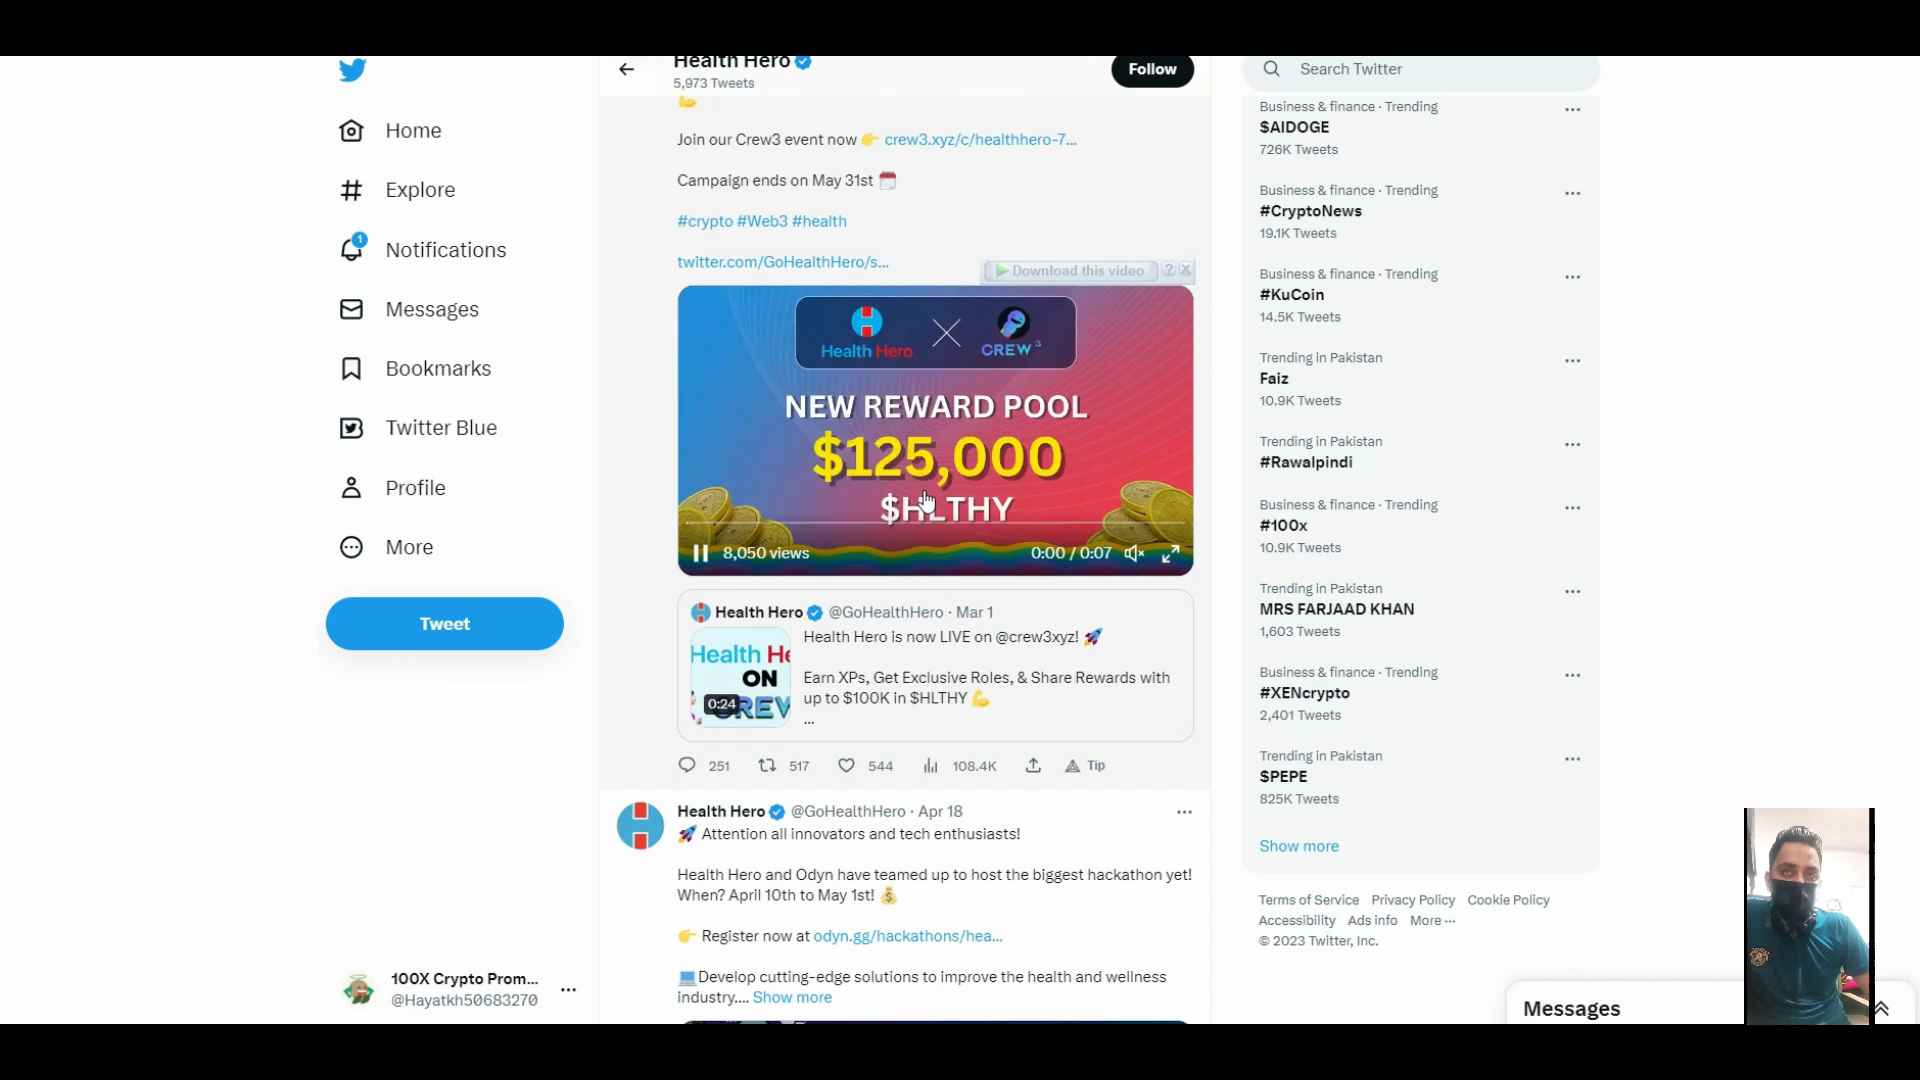 Home
Explore
1
Notifications
Messages
Bookmarks
Twitter Blue
Profile
More
Tweet
100X Crypto Prom...
@Hayatkh50683270
Health Hero
5,973 Tweets
Follow
Join our Crew3 event now 👉 crew3.xyz/c/healthhero-7...
Campaign ends on May 31st
#crypto #Web3 #health
twitter.com/GoHealthHero/s...
Download this video
Health Hero
CREW 3
NEW REWARD POOL
$125,000
$HLTHY
8,050 views
0:00 / 0:07
Health Hero @GoHealthHero · Mar 1
Health Hero is now LIVE on @crew3xyz! 🚀
Earn XPs, Get Exclusive Roles, & Share Rewards with
up to $100K in $HLTHY 💪
...
Health He
ON
CREW
0:24
251
517
544
108.4K
Tip
Health Hero @GoHealthHero · Apr 18
🚀 Attention all innovators and tech enthusiasts!
Health Hero and Odyn have teamed up to host the biggest hackathon yet!
When? April 10th to May 1st! 💰
👉 Register now at odyn.gg/hackathons/hea...
💻Develop cutting-edge solutions to improve the health and wellness
industry.... Show more
Search Twitter
Business & finance · Trending
$AIDOGE
726K Tweets
Business & finance · Trending
#CryptoNews
19.1K Tweets
Business & finance · Trending
#KuCoin
14.5K Tweets
Trending in Pakistan
Faiz
10.9K Tweets
Trending in Pakistan
#Rawalpindi
Business & finance · Trending
#100x
10.9K Tweets
Trending in Pakistan
MRS FARJAAD KHAN
1,603 Tweets
Business & finance · Trending
#XENcrypto
2,401 Tweets
Trending in Pakistan
$PEPE
825K Tweets
Show more
Terms of Service Privacy Policy Cookie Policy
Accessibility Ads info More ···
© 2023 Twitter, Inc.
Messages